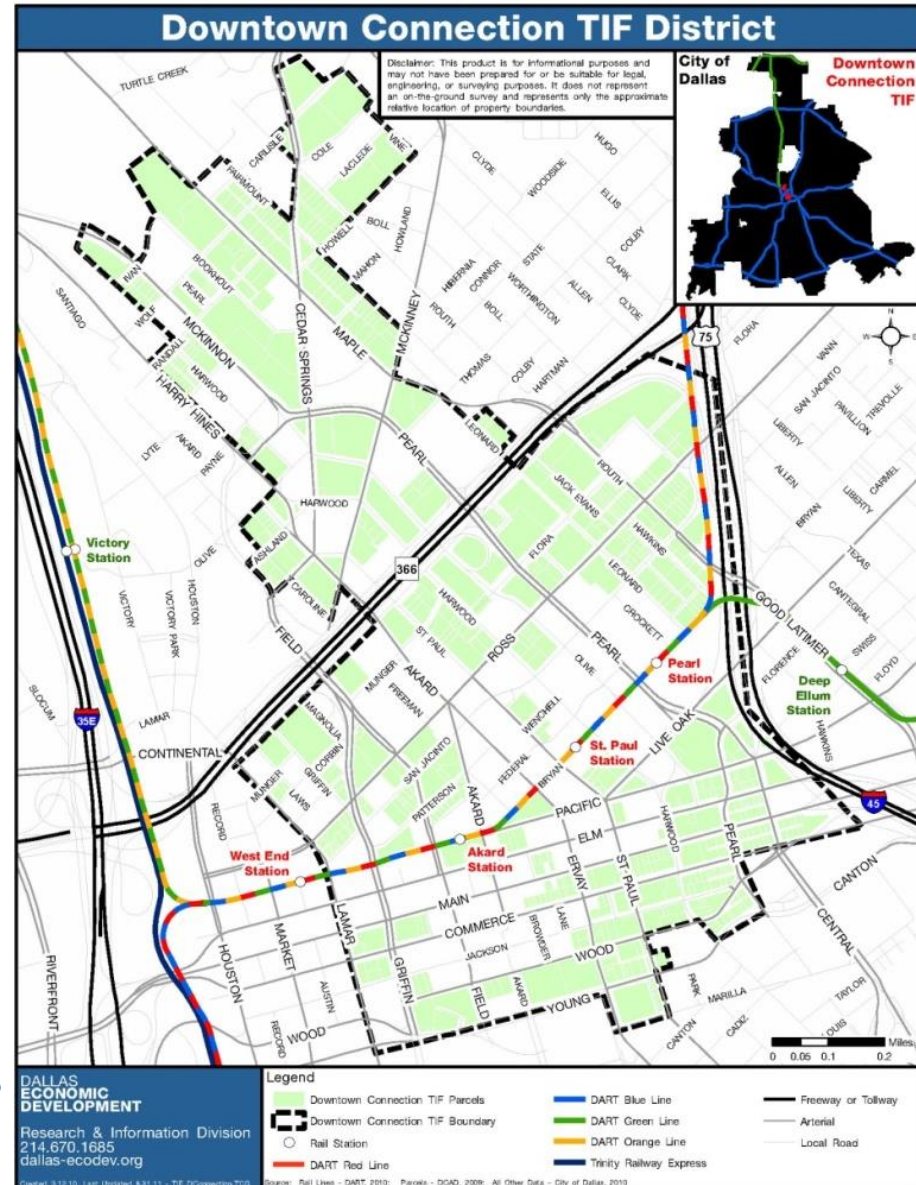 Downtown Connection TIF District
Disclaimer: This product is for informational purposes and
may not have been prepared for or be suitable for legal,
engineering, or surveying purposes. It does not represent
an on-the-ground survey and represents only the approximate
relative location of property boundaries.
City of
Dallas
Downtown
Connection
TIF
TURTLE CREEK
CARLISLE
COLE
LACLEDE
VINE
FAIRMOUNT
HOWELL
BOLL
HOWLAND
MAHON
CLYDE
HUGO
WOODSIDE
ELLIS
COLBY
STATE
CLARK
HIBERNIA
CONNOR
ALLEN
CLYDE
WORTHINGTON
ROUTH
BOLL
THOMAS
COLBY
HARTMAN
IVAN
BOOKHOUT
PEARL
WOLF
SANTIAGO
MCKINNON
CEDAR SPRINGS
MAPLE
MCKINNEY
RANDALL
HARWOOD
HARRY HINES
LYTE
AKARD
PAYNE
PEARL
LEONARD
75
FLORA
W
N
E
S
VANN
SAN JACINTO
PAVILLION
TREVOLLE
LIBERTY
ALLEN
LIBERTY
CARMEL
BRYAN
TEXAS
CANTEGRAL
SWISS
FLOYD
GOOD LATIMER
FLORENCE
HAWKINS
ROUTH
JACK EVANS
HAWKINS
FLORA
LEONARD
CROCKETT
HARWOOD
ASHLAND
CAROLINE
366
OLIVE
HOUSTON
VICTORY PARK
VICTORY
Victory
Station
FIELD
HARWOOD
ST PAUL
ROSS
PEARL
OLIVE
Pearl
Station
Deep
Ellum
Station
SLOCUM
35E
LAMAR
CONTINENTAL
MUNGER
AKARD
FREEMAN
MAGNOLIA
CORBIN
GRIFFIN
MUNGER
LAWS
SAN JACINTO
PATTERSON
AKARD
WENCHELL
FEDERAL
BRYAN
St. Paul
Station
LIVE OAK
45
RECORD
West End
Station
Akard
Station
PACIFIC
ELM
HARWOOD
PEARL
ERVAY
ST. PAUL
MAIN
COMMERCE
JACKSON
BROWDER
LANE
WOOD
CANTON
CENTRAL
RIVERFRONT
HOUSTON
MARKET
AUSTIN
LAMAR
GRIFFIN
FIELD
AKARD
YOUNG
WOOD
RECORD
PARK
MARILLA
CANTON
CADIZ
TAYLOR
LOUIS
0 0.05 0.1 0.2 Miles
DALLAS
ECONOMIC
DEVELOPMENT
Research & Information Division
214.670.1685
dallas-ecodev.org
Legend
Downtown Connection TIF Parcels
Downtown Connection TIF Boundary
Rail Station
DART Red Line
DART Blue Line
DART Green Line
DART Orange Line
Trinity Railway Express
Freeway or Tollway
Arterial
Local Road
Source: Rail Lines - DART, 2010; Parcels - DCAD, 2009; All Other Data - City of Dallas, 2010